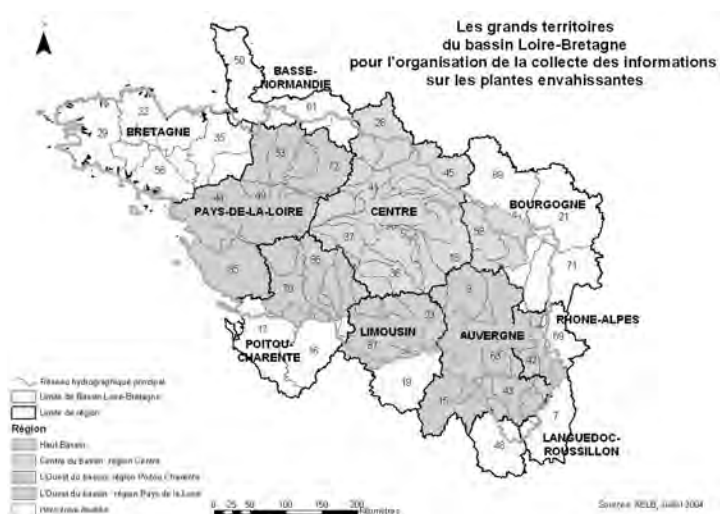 Les grands territoires
du bassin Loire-Bretagne
pour l'organisation de la collecte des informations
sur les plantes envahissantes
50
BASSE-
NORMANDIE
61
28
22
29
BRETAGNE
35
56
53
72
45
89
BOURGOGNE
21
41
44
49
PAYS-DE-LA-LOIRE
CENTRE
37
58
18
71
85
86
79
36
RHONE-ALPES
69
23
LIMOUSIN
87
AUVERGNE
42
63
17
POITOU-
CHARENTE
16
19
15
43
7
48
LANGUEDOC-
ROUSSILLON
Réseau hydrographique principal
Limite de Bassin Loire-Bretagne
Limite de région
Région
Haut-Bassin
Centre du bassin : région Centre
L'Ouest du bassin : région Poitou Charente
L'Ouest du bassin : région Pays de la Loire
0 25 50 100 150 200
Kilomètres
Sources: AELB, Juillet 2004